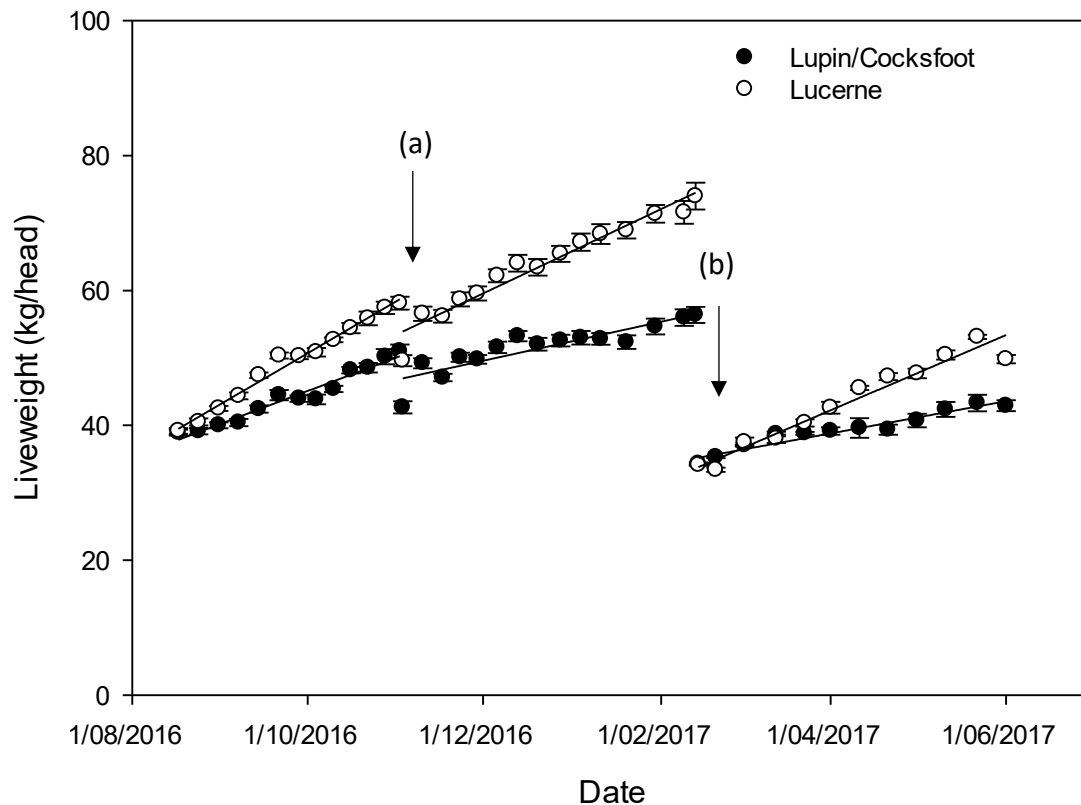 100
80
60
40
20
0
Liveweight (kg/head)
Lupin/Cocksfoot
Lucerne
(a)
(b)
1/08/2016
1/10/2016
1/12/2016
1/02/2017
1/04/2017
1/06/2017
Date